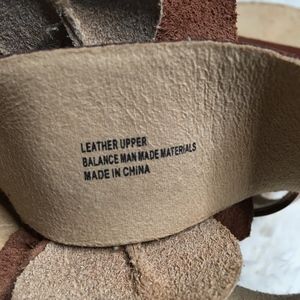 LEATHER UPPER
BALANCE MAN MADE MATERIALS
MADE IN CHINA